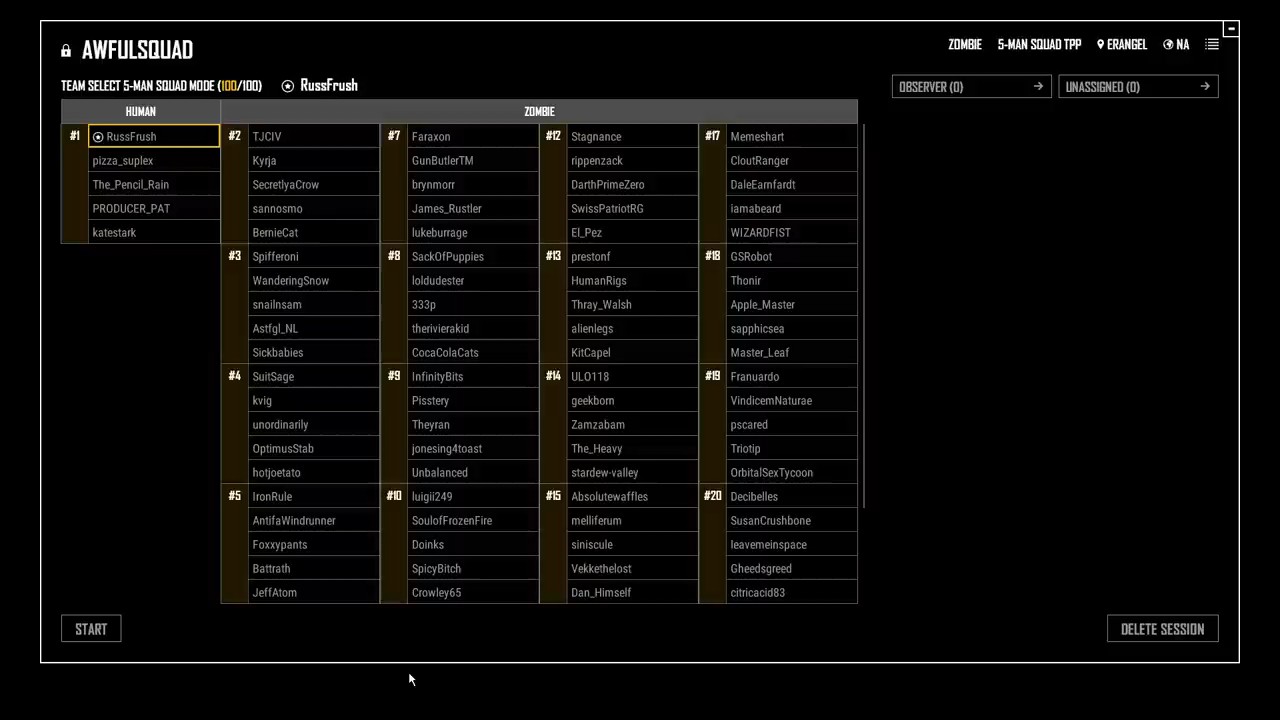 AWFULSQUAD
ZOMBIE 5-MAN SQUAD TPP ERANGEL NA
TEAM SELECT 5-MAN SQUAD MODE (100/100) RussFrush
OBSERVER (0) UNASSIGNED (0)
HUMAN ZOMBIE
#1 RussFrush #2 TJCIV #7 Faraxon #12 Stagnance #17 Memeshart
pizza_suplex Kyrja GunButlerTM rippenzack CloutRanger
The_Pencil_Rain SecretlyaCrow brynmorr DarthPrimeZero DaleEarnfardt
PRODUCER_PAT sannosmo James_Rustler SwissPatriotRG iamabeard
katestark BernieCat lukeburrage El_Pez WIZARDFIST
#3 Spifferoni #8 SackOfPuppies #13 prestonf #18 GSRobot
WanderingSnow loldudester HumanRigs Thonir
snailnsam 333p Thray_Walsh Apple_Master
Astfgl_NL therivierakid alienlegs sapphicsea
Sickbabies CocaColaCats KitCapel Master_Leaf
#4 SuitSage #9 InfinityBits #14 ULO118 #19 Franuardo
kvig Pisstery geekborn VindicemNaturae
unordinarily Theyran Zamzabam pscared
OptimusStab jonesing4toast The_Heavy Triotip
hotjoetato Unbalanced stardew-valley OrbitalSexTycoon
#5 IronRule #10 luigii249 #15 Absolutewaffles #20 Decibelles
AntifaWindrunner SoulofFrozenFire melliferum SusanCrushbone
Foxxypants Doinks siniscule leavemeinspace
Battrath SpicyBitch Vekkethelost Gheedsgreed
JeffAtom Crowley65 Dan_Himself citricacid83
START DELETE SESSION